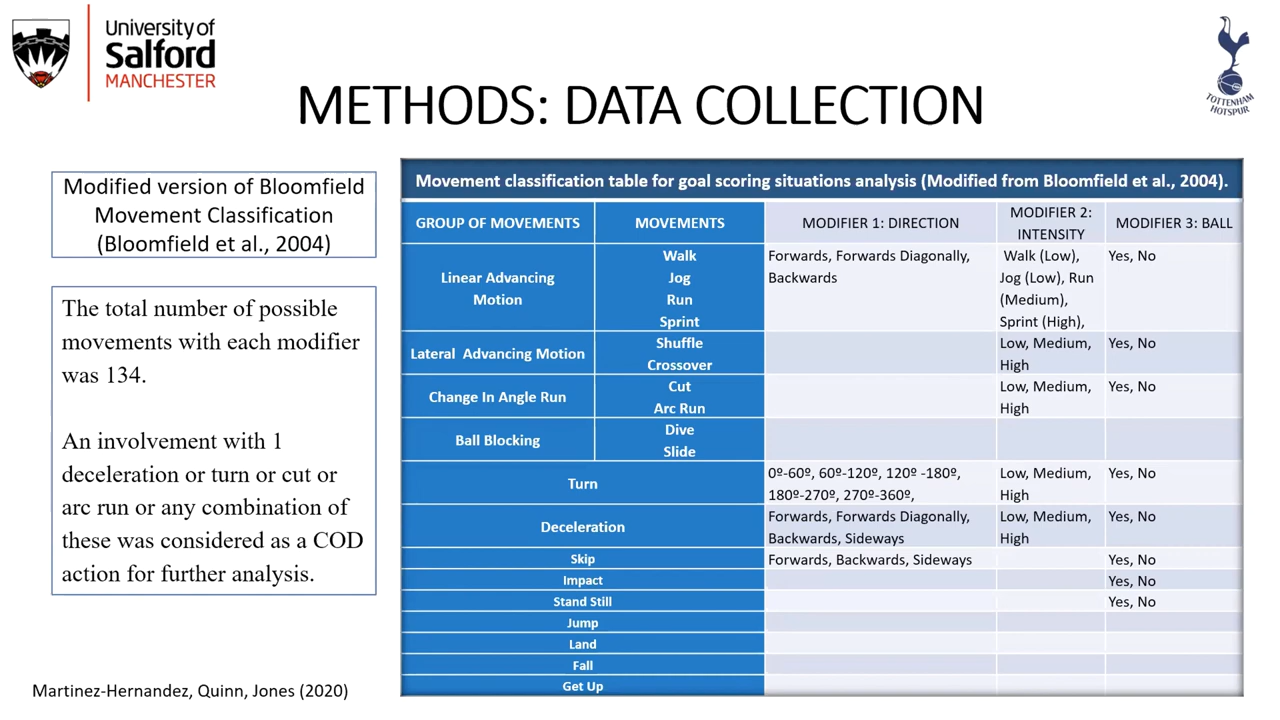 University of
Salford
MANCHESTER
TOTTENHAM
HOTSPUR
METHODS: DATA COLLECTION
Modified version of Bloomfield
Movement Classification
(Bloomfield et al., 2004)
The total number of possible
movements with each modifier
was 134.
An involvement with 1
deceleration or turn or cut or
arc run or any combination of
these was considered as a COD
action for further analysis.
Martinez-Hernandez, Quinn, Jones (2020)
Movement classification table for goal scoring situations analysis (Modified from Bloomfield et al., 2004).
GROUP OF MOVEMENTS
MOVEMENTS
MODIFIER 1: DIRECTION
MODIFIER 2:
INTENSITY
MODIFIER 3: BALL
Linear Advancing
Motion
Walk
Jog
Run
Sprint
Forwards, Forwards Diagonally,
Backwards
Walk (Low),
Jog (Low), Run
(Medium),
Sprint (High),
Yes, No
Lateral Advancing Motion
Shuffle
Crossover
Low, Medium,
High
Yes, No
Change In Angle Run
Cut
Arc Run
Low, Medium,
High
Yes, No
Ball Blocking
Dive
Slide
Turn
0º-60º, 60º-120º, 120º -180º,
180º-270º, 270º-360º,
Low, Medium,
High
Yes, No
Deceleration
Forwards, Forwards Diagonally,
Backwards, Sideways
Low, Medium,
High
Yes, No
Skip
Forwards, Backwards, Sideways
Yes, No
Impact
Yes, No
Stand Still
Yes, No
Jump
Land
Fall
Get Up